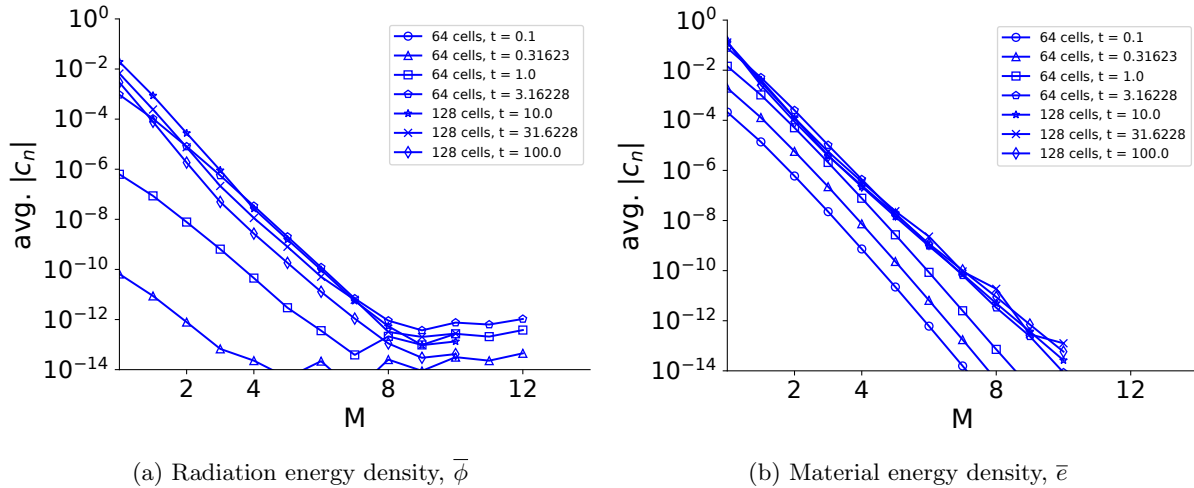 10^0
10^-2
10^-4
10^-6
10^-8
10^-10
10^-12
10^-14
avg. |c_n|
2 4 8 12
M
64 cells, t = 0.1
64 cells, t = 0.31623
64 cells, t = 1.0
64 cells, t = 3.16228
128 cells, t = 10.0
128 cells, t = 31.6228
128 cells, t = 100.0
(a) Radiation energy density, $\overline{\phi}$
10^0
10^-2
10^-4
10^-6
10^-8
10^-10
10^-12
10^-14
avg. |c_n|
2 4 8 12
M
64 cells, t = 0.1
64 cells, t = 0.31623
64 cells, t = 1.0
64 cells, t = 3.16228
128 cells, t = 10.0
128 cells, t = 31.6228
128 cells, t = 100.0
(b) Material energy density, $\overline{e}$